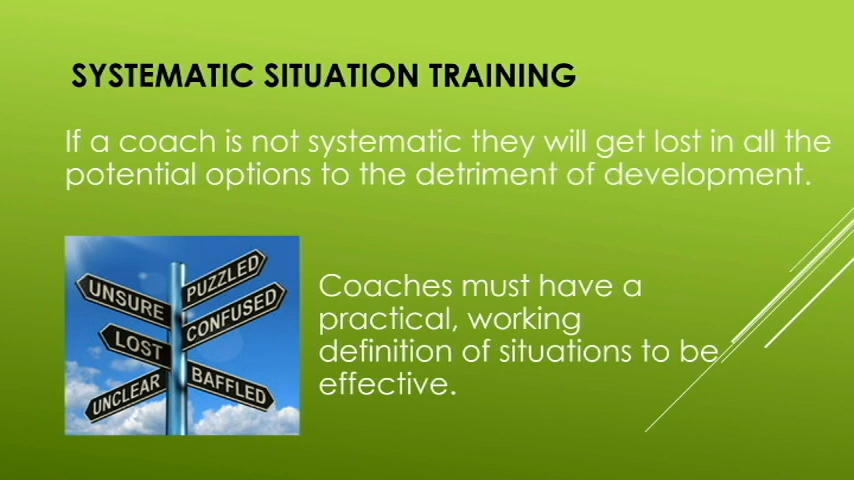 SYSTEMATIC SITUATION TRAINING
If a coach is not systematic they will get lost in all the
potential options to the detriment of development.
UNSURE
PUZZLED
CONFUSED
LOST
UNCLEAR
BAFFLED
Coaches must have a
practical, working
definition of situations to be
effective.